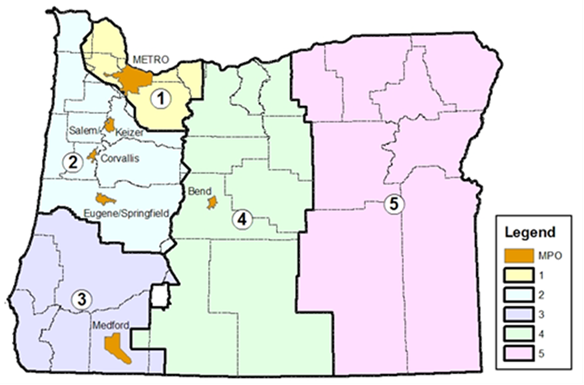 METRO
1
Salem/
Keizer
2
Corvallis
Bend
Eugene/Springfield
4
5
3
Medford
Legend
MPO
1
2
3
4
5